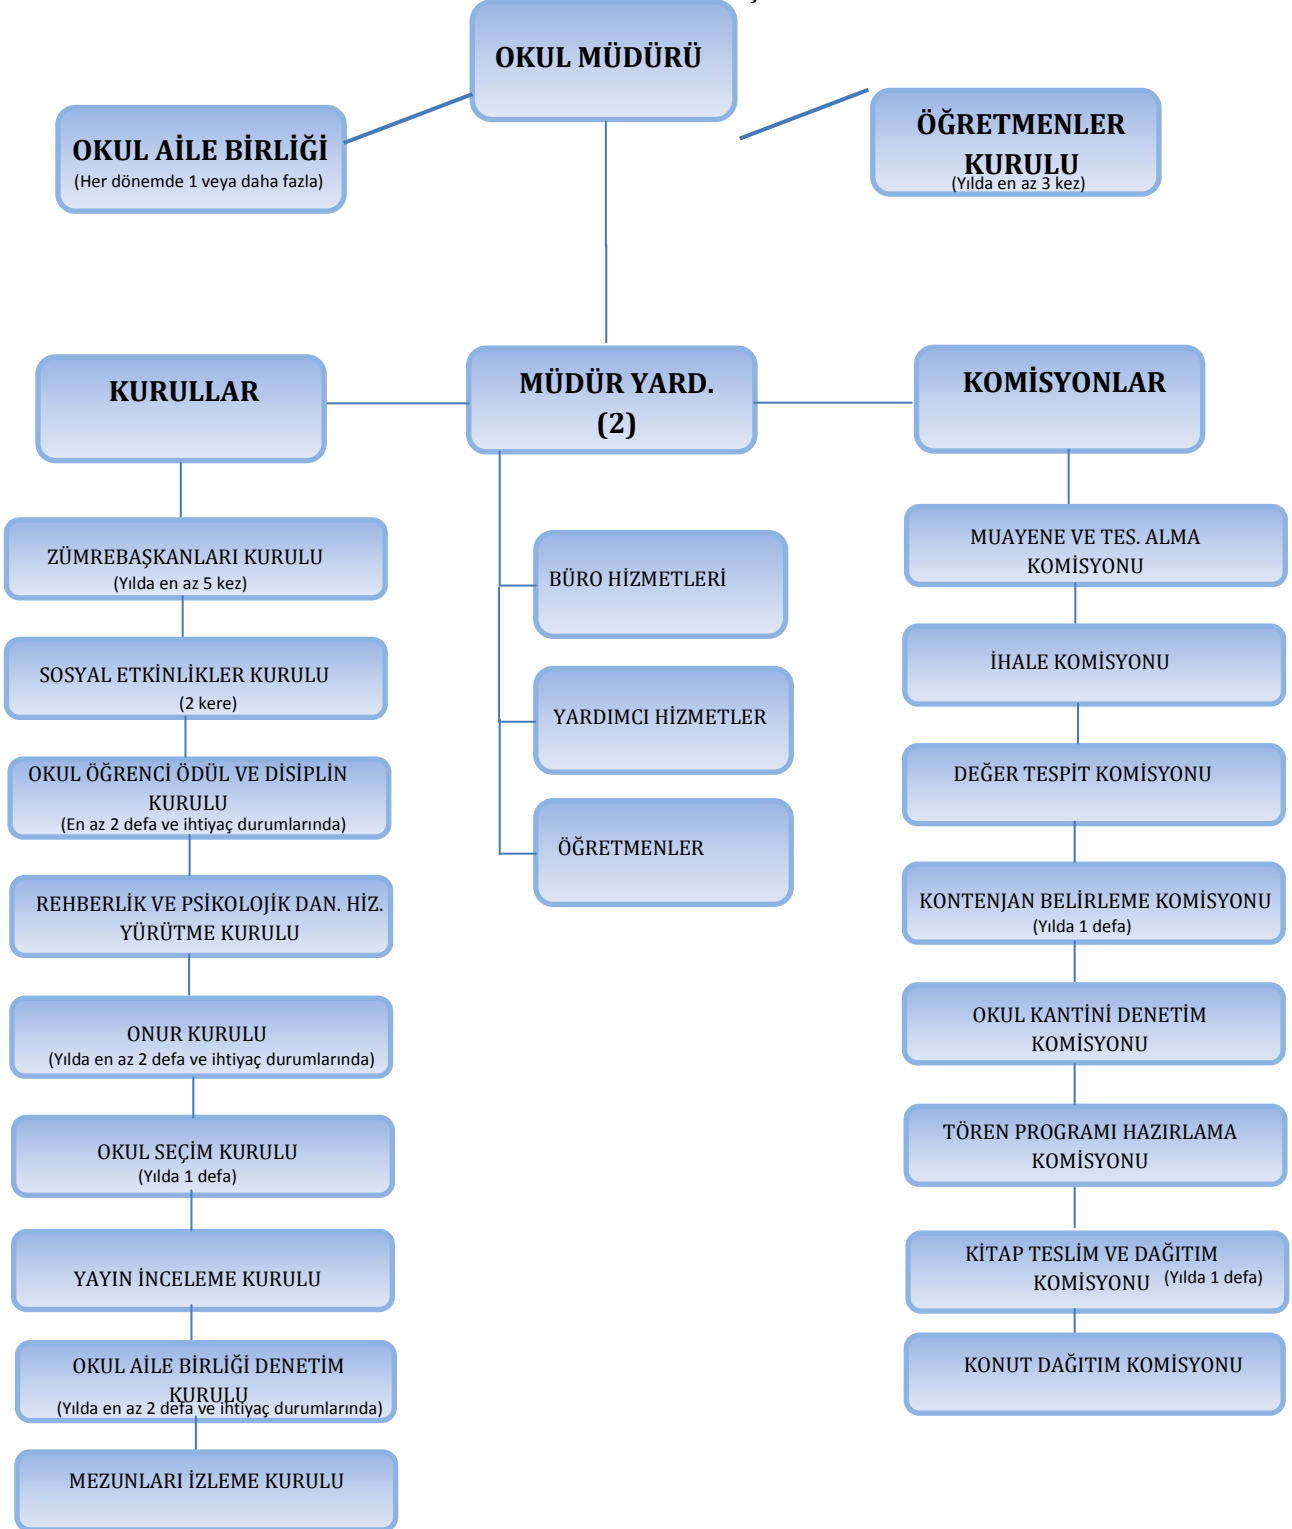 OKUL MÜDÜRÜ
OKUL AİLE BİRLİĞİ
(Her dönemde 1 veya daha fazla)
ÖĞRETMENLER
KURULU
(Yılda en az 3 kez)
KURULLAR
MÜDÜR YARD.
(2)
KOMİSYONLAR
ZÜMREBAŞKANLARI KURULU
(Yılda en az 5 kez)
SOSYAL ETKİNLİKLER KURULU
(2 kere)
OKUL ÖĞRENCİ ÖDÜL VE DİSİPLİN
KURULU
(En az 2 defa ve ihtiyaç durumlarında)
REHBERLİK VE PSİKOLOJİK DAN. HİZ.
YÜRÜTME KURULU
ONUR KURULU
(Yılda en az 2 defa ve ihtiyaç durumlarında)
OKUL SEÇİM KURULU
(Yılda 1 defa)
YAYIN İNCELEME KURULU
OKUL AİLE BİRLİĞİ DENETİM
KURULU
(Yılda en az 2 defa ve ihtiyaç durumlarında)
MEZUNLARI İZLEME KURULU
BÜRO HİZMETLERİ
YARDIMCI HİZMETLER
ÖĞRETMENLER
MUAYENE VE TES. ALMA
KOMİSYONU
İHALE KOMİSYONU
DEĞER TESPİT KOMİSYONU
KONTENJAN BELİRLEME KOMİSYONU
(Yılda 1 defa)
OKUL KANTİNİ DENETİM
KOMİSYONU
TÖREN PROGRAMI HAZIRLAMA
KOMİSYONU
KİTAP TESLİM VE DAĞITIM
KOMİSYONU (Yılda 1 defa)
KONUT DAĞITIM KOMİSYONU